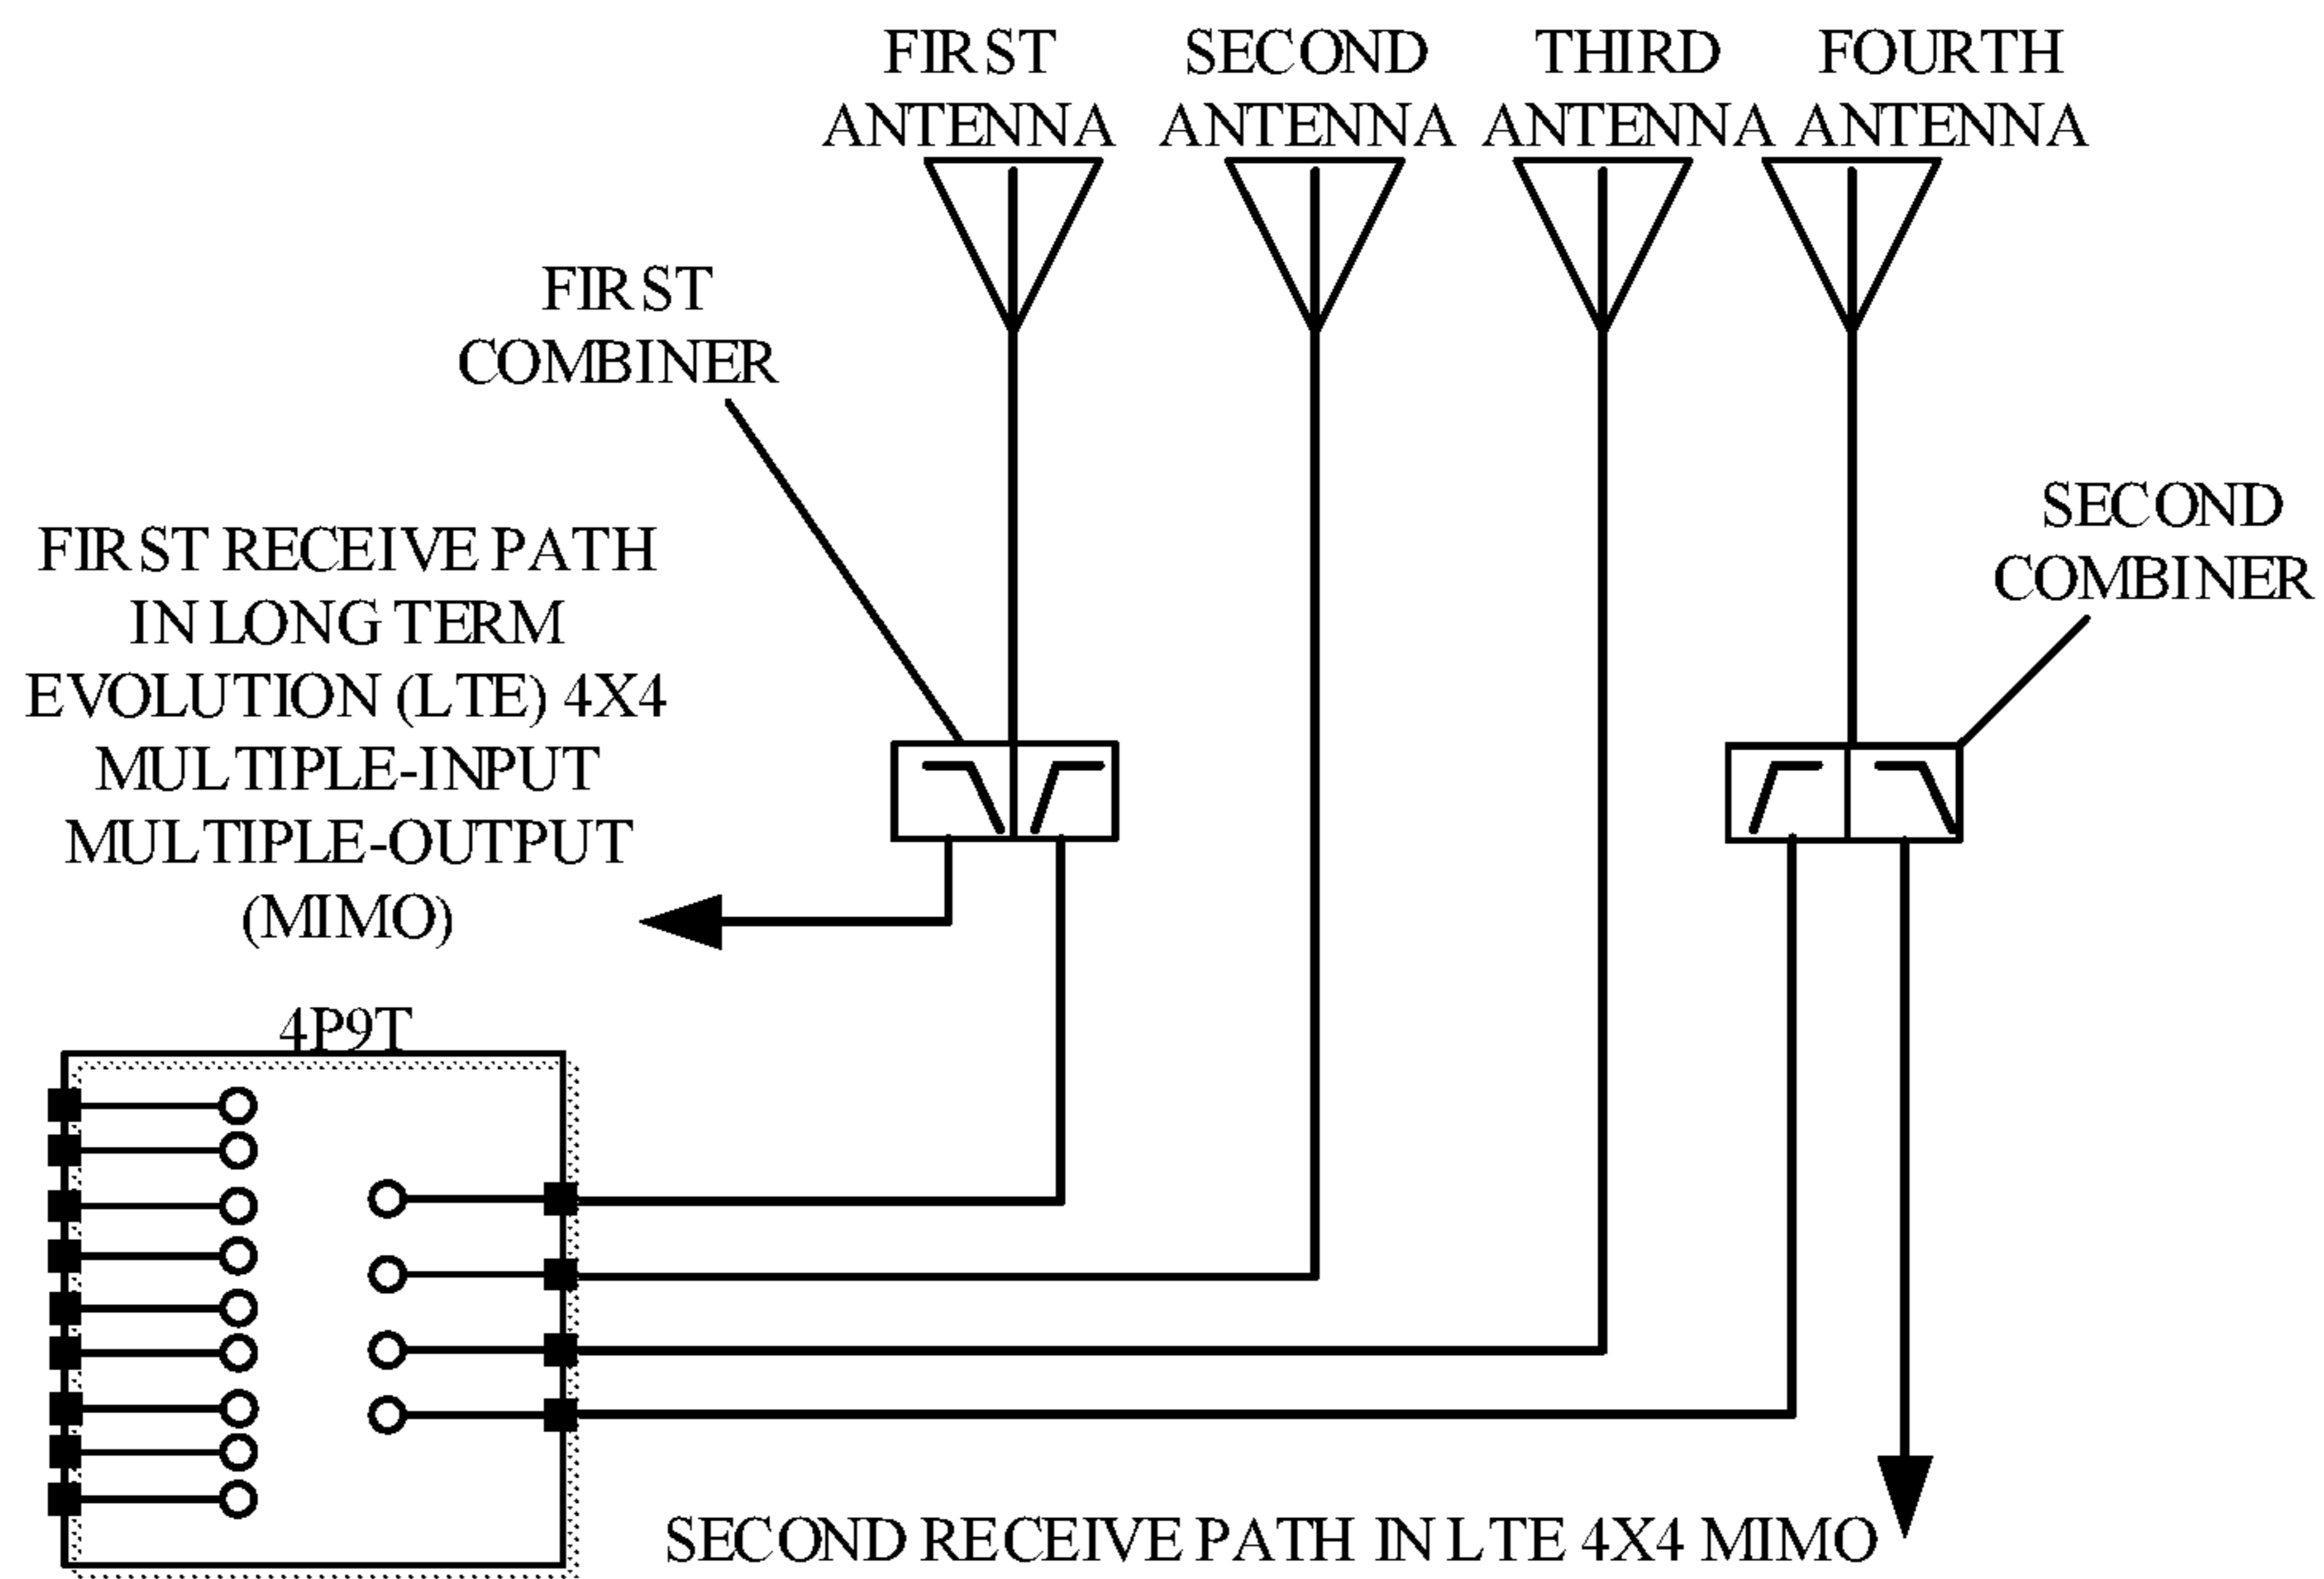 FIRST
ANTENNA
SECOND
ANTENNA
THIRD
ANTENNA
FOURTH
ANTENNA
FIRST
COMBINER
SECOND
COMBINER
FIRST RECEIVE PATH
IN LONG TERM
EVOLUTION (LTE) 4X4
MULTIPLE-INPUT
MULTIPLE-OUTPUT
(MIMO)
4P9T
SECOND RECEIVE PATH IN LTE 4X4 MIMO